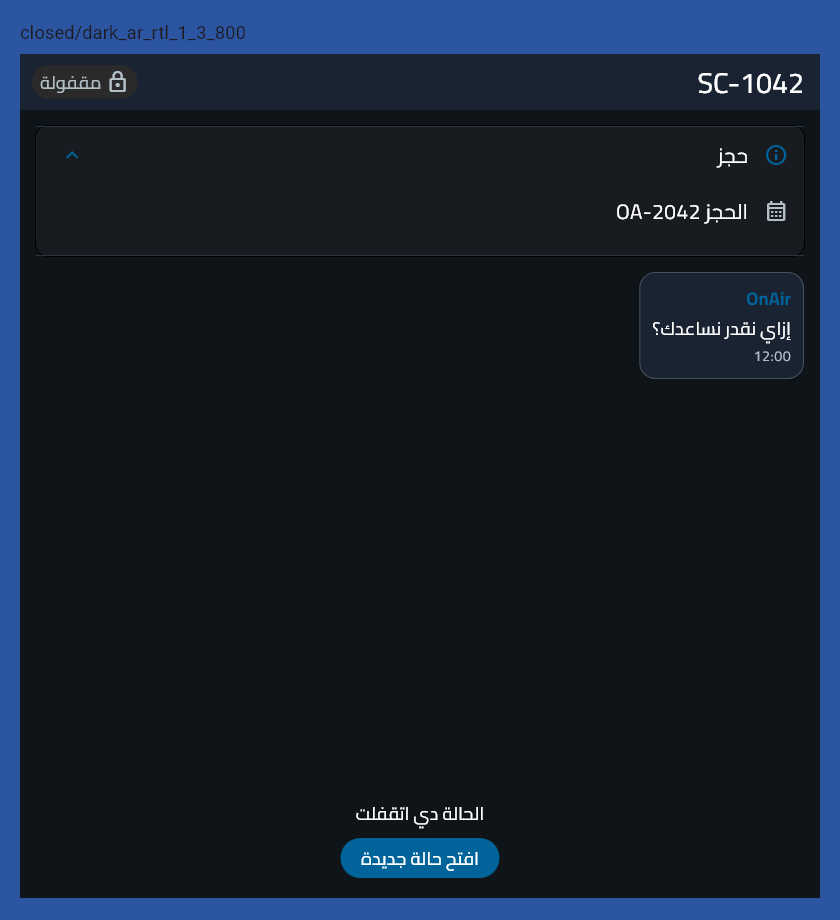 closed/dark_ar_rtl_1_3_800
SC-1042
مقفولة
حجز
الحجز OA-2042
OnAir
إزاي نقدر نساعدك؟
12:00
الحالة دي اتقفلت
افتح حالة جديدة